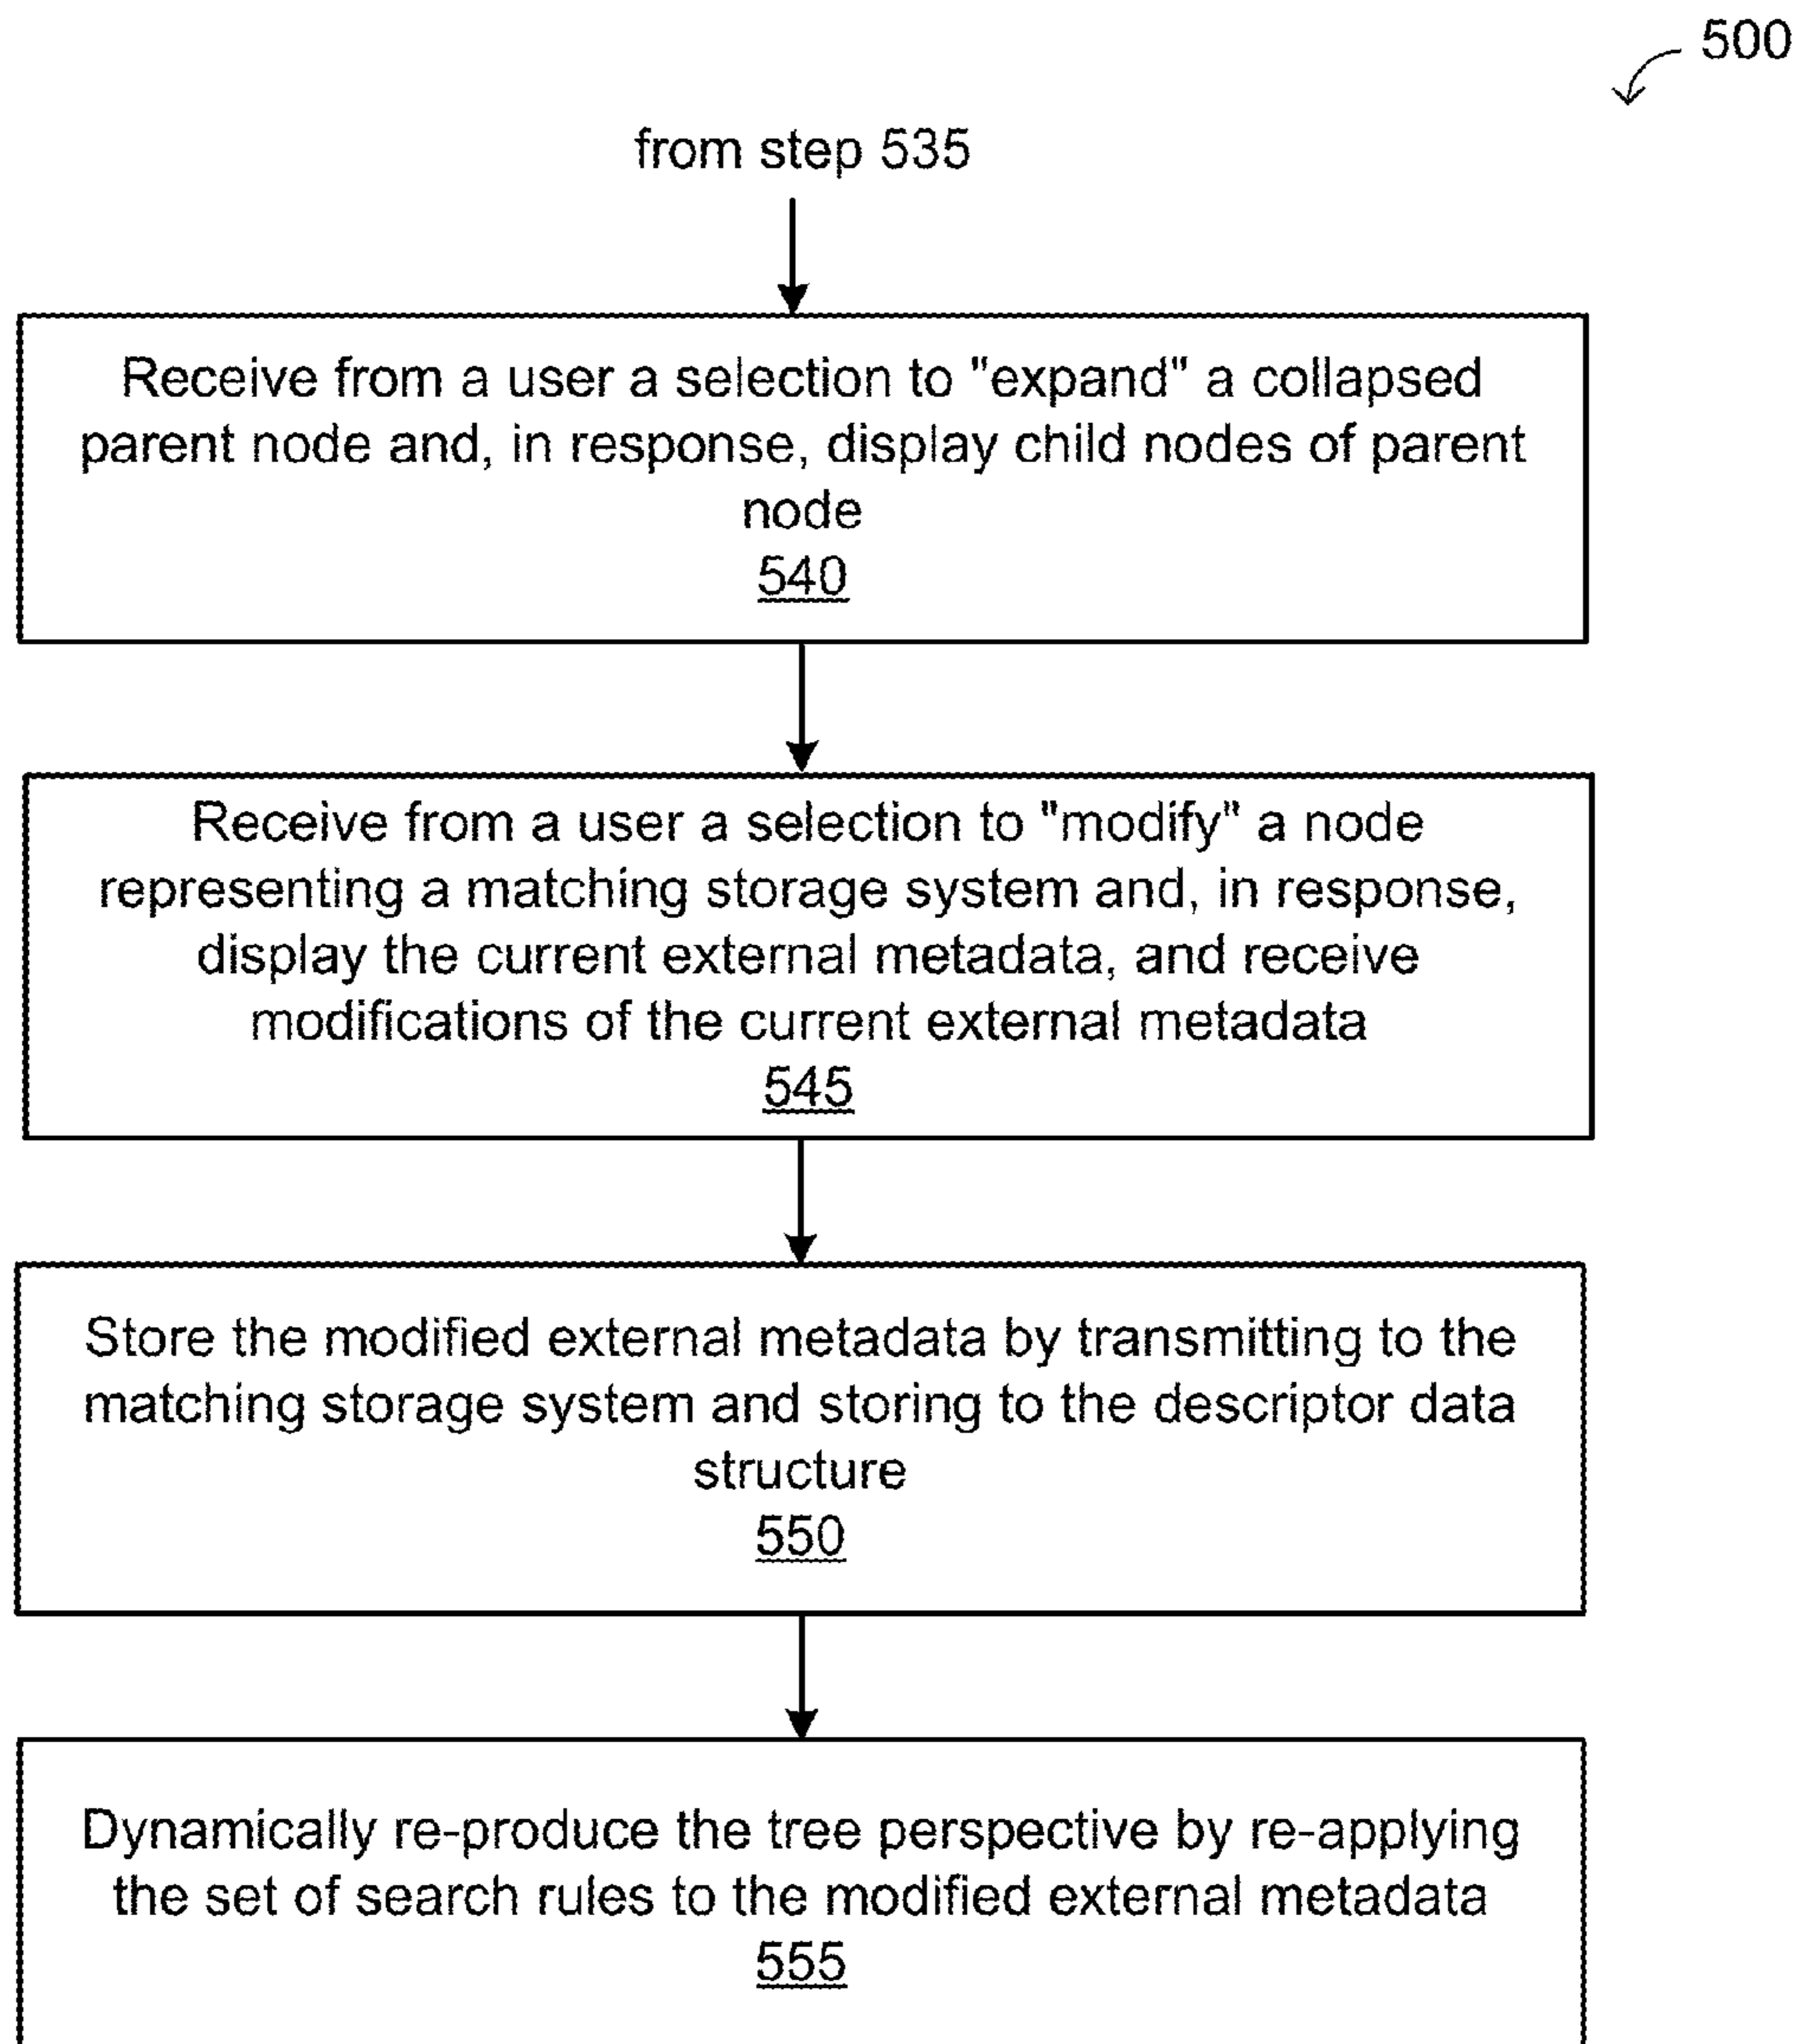 500
from step 535
Receive from a user a selection to "expand" a collapsed
parent node and, in response, display child nodes of parent
node
540
Receive from a user a selection to "modify" a node
representing a matching storage system and, in response,
display the current external metadata, and receive
modifications of the current external metadata
545
Store the modified external metadata by transmitting to the
matching storage system and storing to the descriptor data
structure
550
Dynamically re-produce the tree perspective by re-applying
the set of search rules to the modified external metadata
555